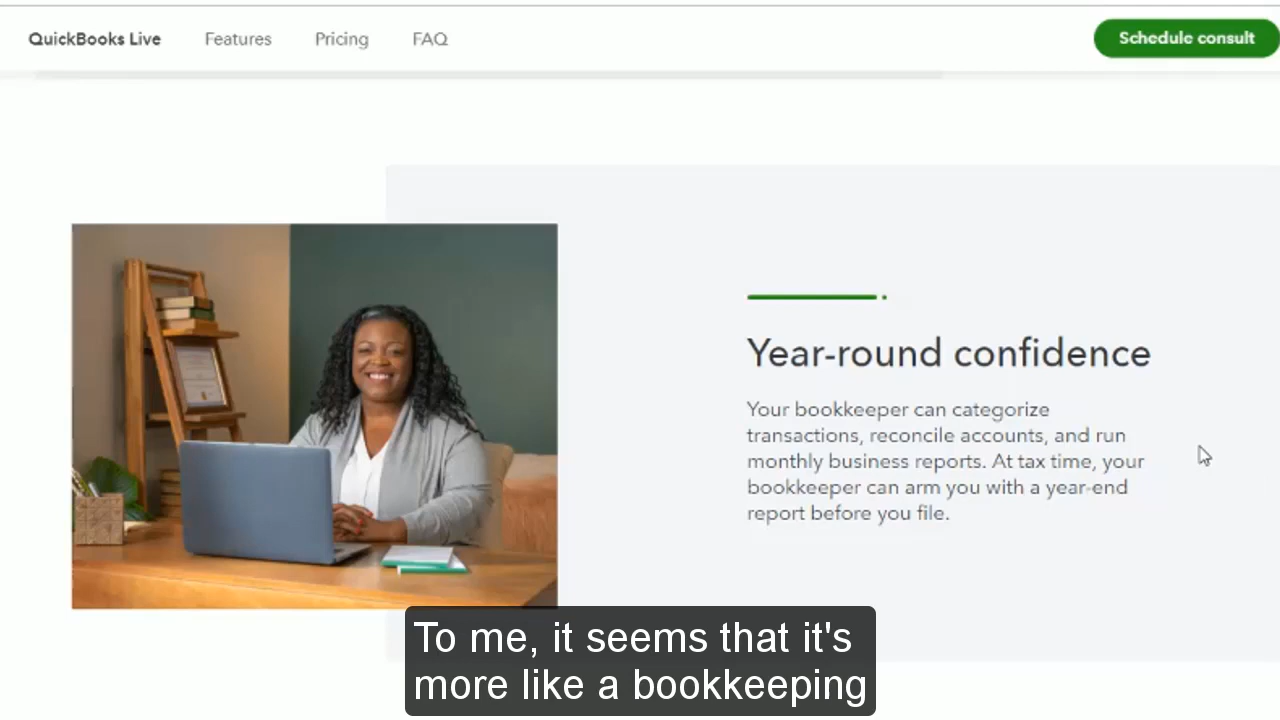 QuickBooks Live Features Pricing FAQ Schedule consult
Year-round confidence
Your bookkeeper can categorize
transactions, reconcile accounts, and run
monthly business reports. At tax time, your
bookkeeper can arm you with a year-end
report before you file.
To me, it seems that it's
more like a bookkeeping